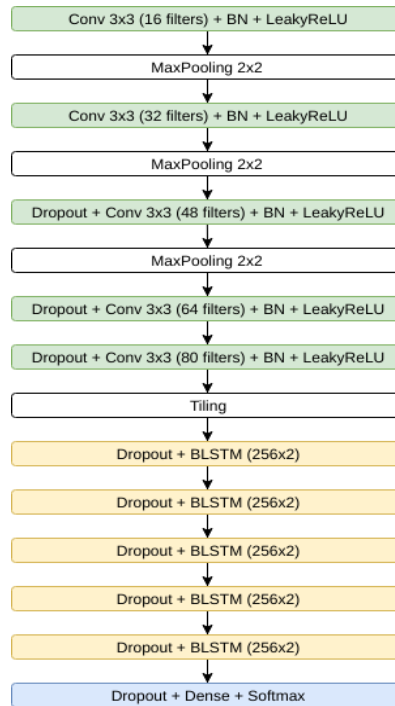 Conv 3x3 (16 filters) + BN + LeakyReLU
MaxPooling 2x2
Conv 3x3 (32 filters) + BN + LeakyReLU
MaxPooling 2x2
Dropout + Conv 3x3 (48 filters) + BN + LeakyReLU
MaxPooling 2x2
Dropout + Conv 3x3 (64 filters) + BN + LeakyReLU
Dropout + Conv 3x3 (80 filters) + BN + LeakyReLU
Tiling
Dropout + BLSTM (256x2)
Dropout + BLSTM (256x2)
Dropout + BLSTM (256x2)
Dropout + BLSTM (256x2)
Dropout + BLSTM (256x2)
Dropout + Dense + Softmax